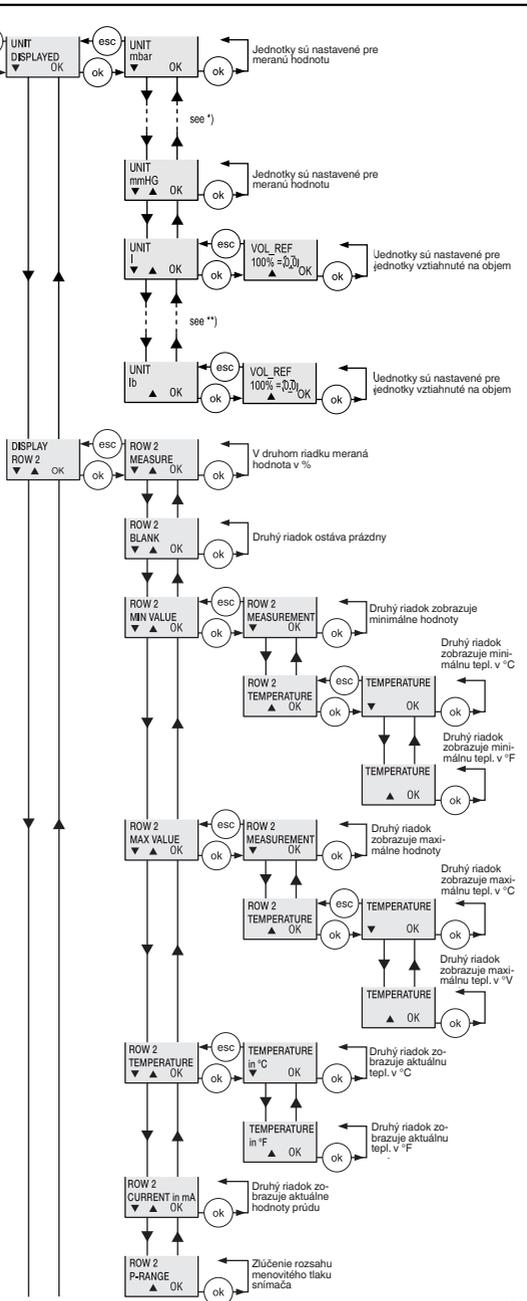 UNIT
DISPLAYED
▼ OK
esc
ok
UNIT
mbar
▼ OK
ok
Jednotky sú nastavené pre
meranú hodnotu
see *)
UNIT
mmHG
▼ ▲ OK
ok
Jednotky sú nastavené pre
meranú hodnotu
UNIT
l
▼ ▲ OK
esc
ok
VOL_REF
100% =0,0
▲ OK
ok
Jednotky sú nastavené pre
jednotky vztiahnuté na objem
see **)
UNIT
lb
▲ OK
esc
ok
VOL_REF
100% =0,0
▲ OK
ok
Jednotky sú nastavené pre
jednotky vztiahnuté na objem
DISPLAY
ROW 2
▼ ▲ OK
esc
ok
ROW 2
MEASURE
▼ ▲ OK
ok
V druhom riadku meraná
hodnota v %
ROW 2
BLANK
▼ ▲ OK
ok
Druhý riadok ostáva prázdny
ROW 2
MIN VALUE
▼ ▲ OK
esc
ok
ROW 2
MEASUREMENT
▼ OK
ok
Druhý riadok zobrazuje
minimálne hodnoty
ROW 2
TEMPERATURE
▲ OK
esc
ok
TEMPERATURE
▼ OK
ok
Druhý riadok
zobrazuje mini-
málnu tepl. v °C
TEMPERATURE
▲ OK
ok
Druhý riadok
zobrazuje mini-
málnu tepl. v °F
ROW 2
MAX VALUE
▼ ▲ OK
esc
ok
ROW 2
MEASUREMENT
▼ OK
ok
Druhý riadok
zobrazuje maxi-
málne hodnoty
ROW 2
TEMPERATURE
▲ OK
esc
ok
TEMPERATURE
▼ OK
ok
Druhý riadok
zobrazuje maxi-
málnu tepl. v °C
TEMPERATURE
▲ OK
ok
Druhý riadok
zobrazuje maxi-
málnu tepl. v °V
ROW 2
TEMPERATURE
▼ ▲ OK
esc
ok
TEMPERATURE
in °C
▼ OK
ok
Druhý riadok zo-
brazuje aktuálnu
tepl. v °C
TEMPERATURE
in °F
▲ OK
ok
Druhý riadok zo-
brazuje aktuálnu
tepl. v °F
ROW 2
CURRENT in mA
▼ ▲ OK
ok
Druhý riadok zo-
brazuje aktuálne
hodnoty prúdu
ROW 2
P-RANGE
▲ OK
ok
Zlúčenie rozsahu
menovitého tlaku
snímača